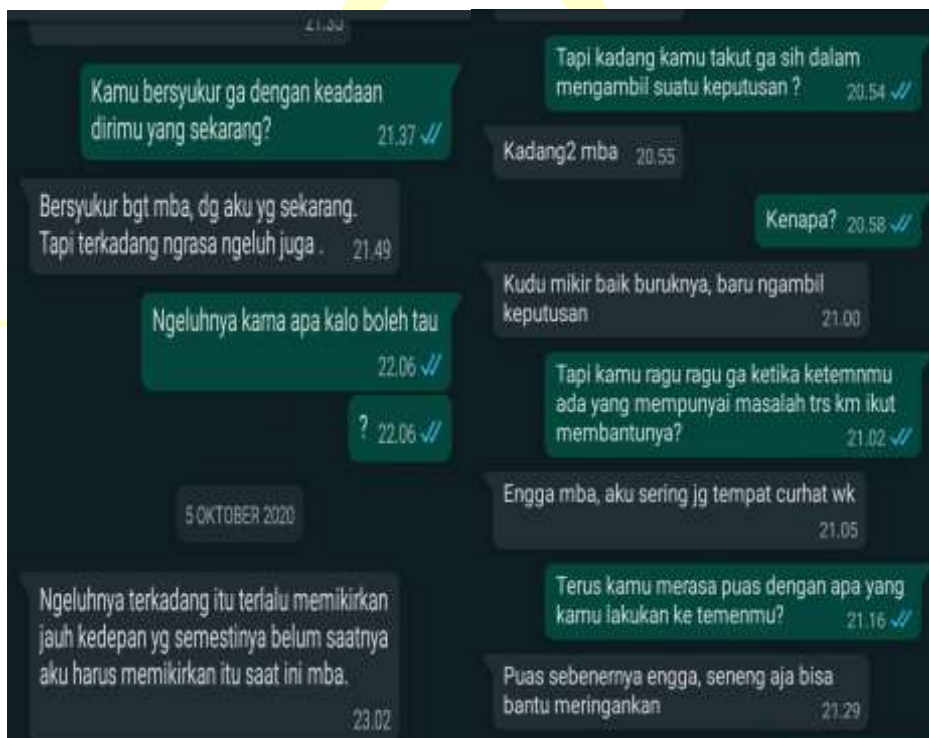 21.35
Kamu bersyukur ga dengan keadaan
dirimu yang sekarang?
21.37
Bersyukur bgt mba, dg aku yg sekarang.
Tapi terkadang ngrasa ngeluh juga .
21.49
Ngeluhnya karna apa kalo boleh tau
22.06
? 22.06
5 OKTOBER 2020
Ngeluhnya terkadang itu terlalu memikirkan
jauh kedepan yg semestinya belum saatnya
aku harus memikirkan itu saat ini mba.
23.02
Tapi kadang kamu takut ga sih dalam
mengambil suatu keputusan ?
20.54
Kadang2 mba 20.55
Kenapa? 20.58
Kudu mikir baik buruknya, baru ngambil
keputusan
21.00
Tapi kamu ragu ragu ga ketika ketemnmu
ada yang mempunyai masalah trs km ikut
membantunya?
21.02
Engga mba, aku sering jg tempat curhat wk
21.05
Terus kamu merasa puas dengan apa yang
kamu lakukan ke temenmu?
21.16
Puas sebenernya engga, seneng aja bisa
bantu meringankan
21.29